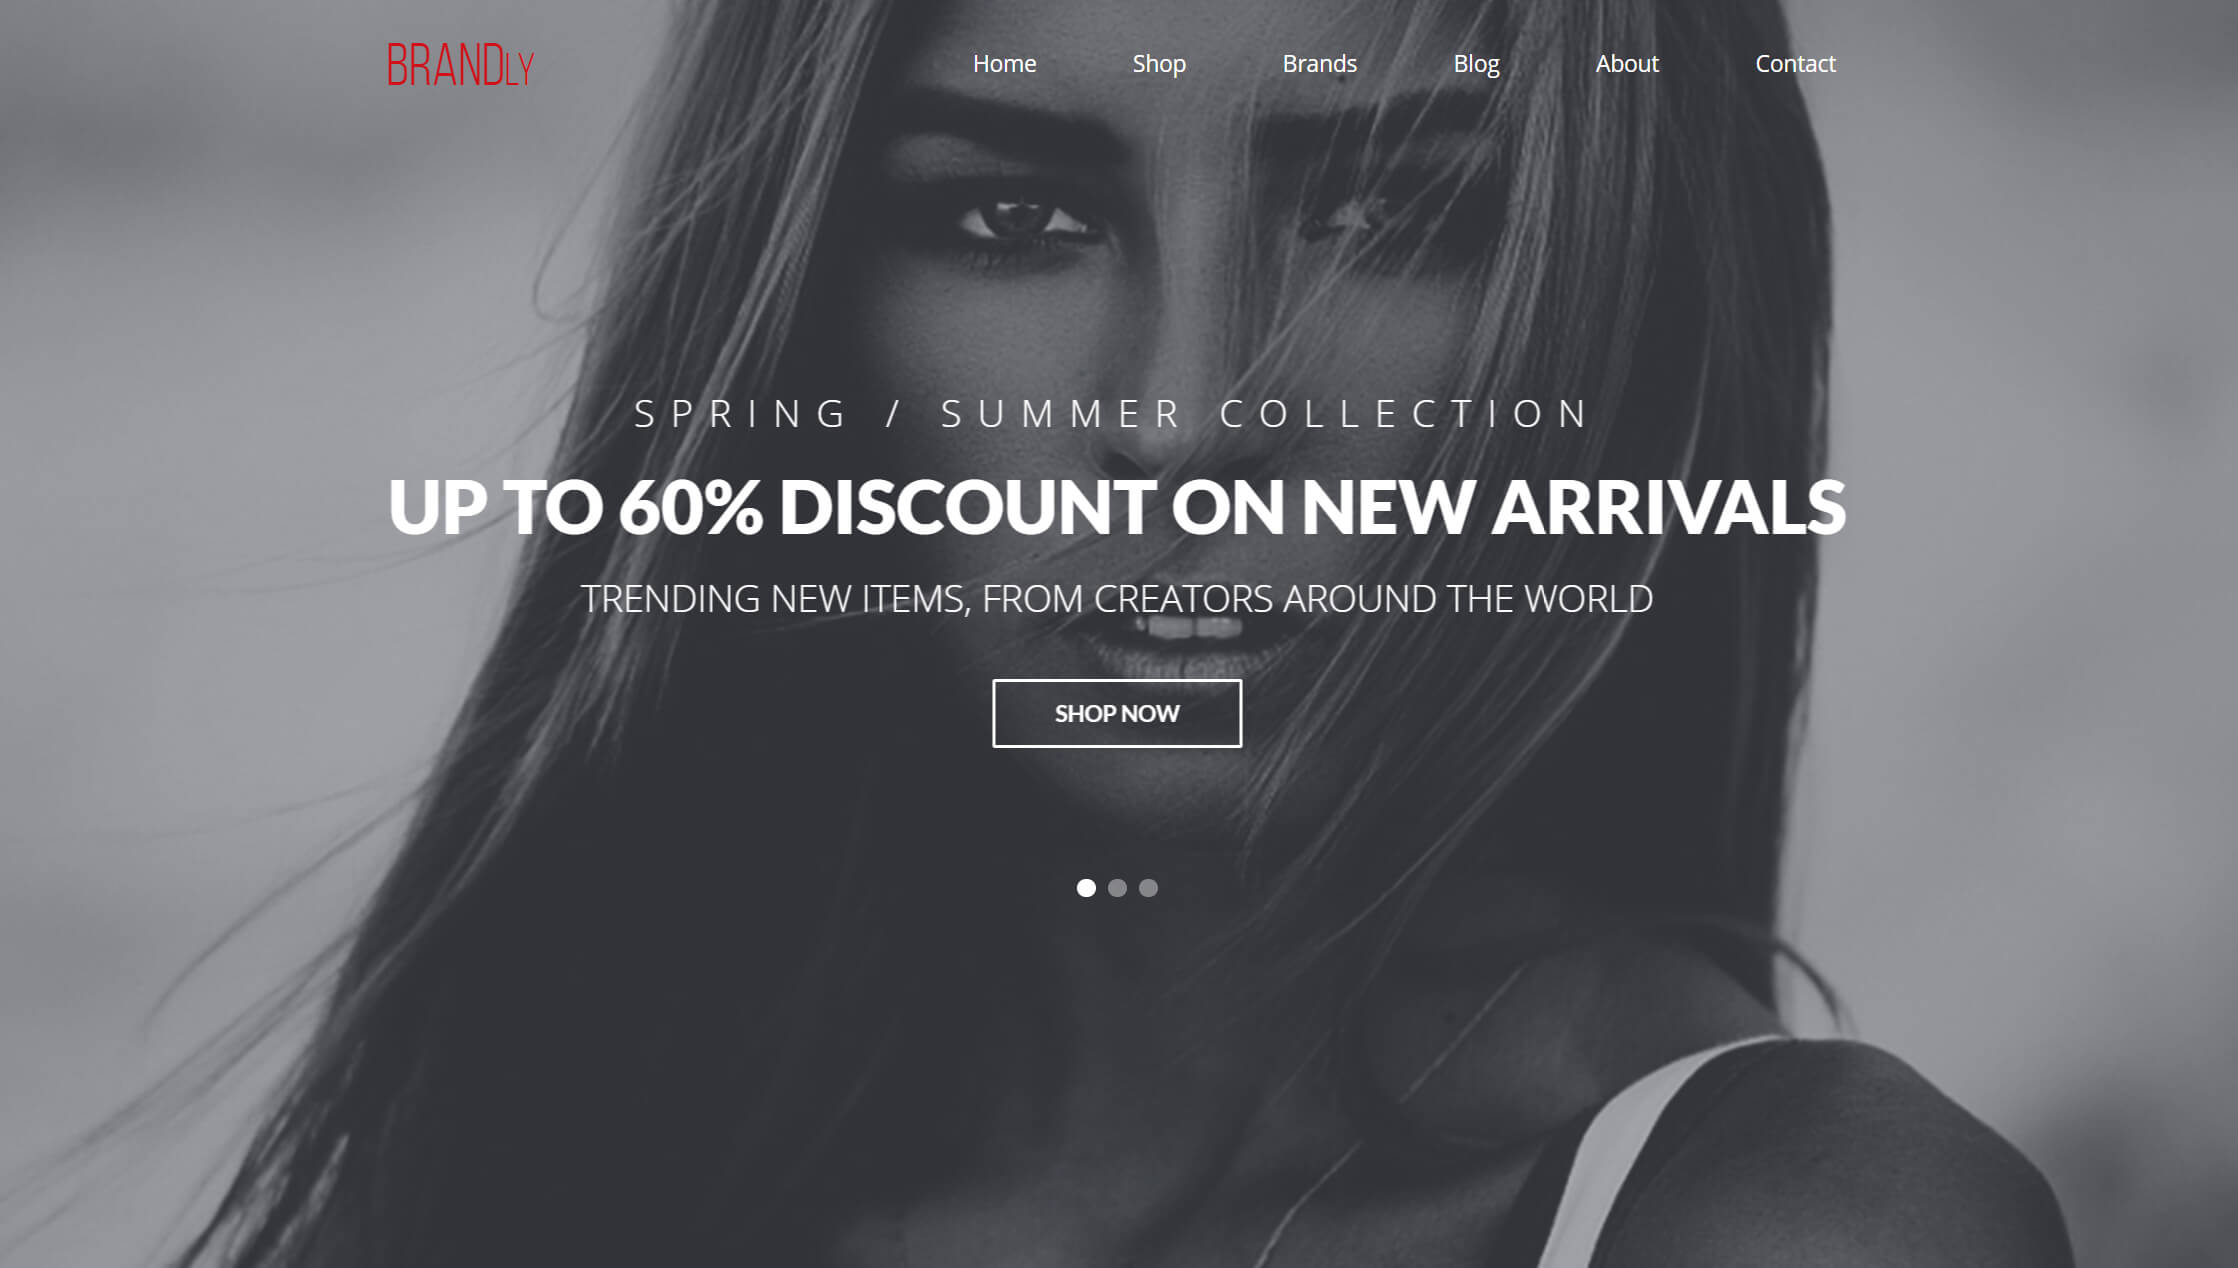 BRANDLY
Home Shop Brands Blog About Contact
SPRING / SUMMER COLLECTION
UP TO 60% DISCOUNT ON NEW ARRIVALS
TRENDING NEW ITEMS, FROM CREATORS AROUND THE WORLD
SHOP NOW